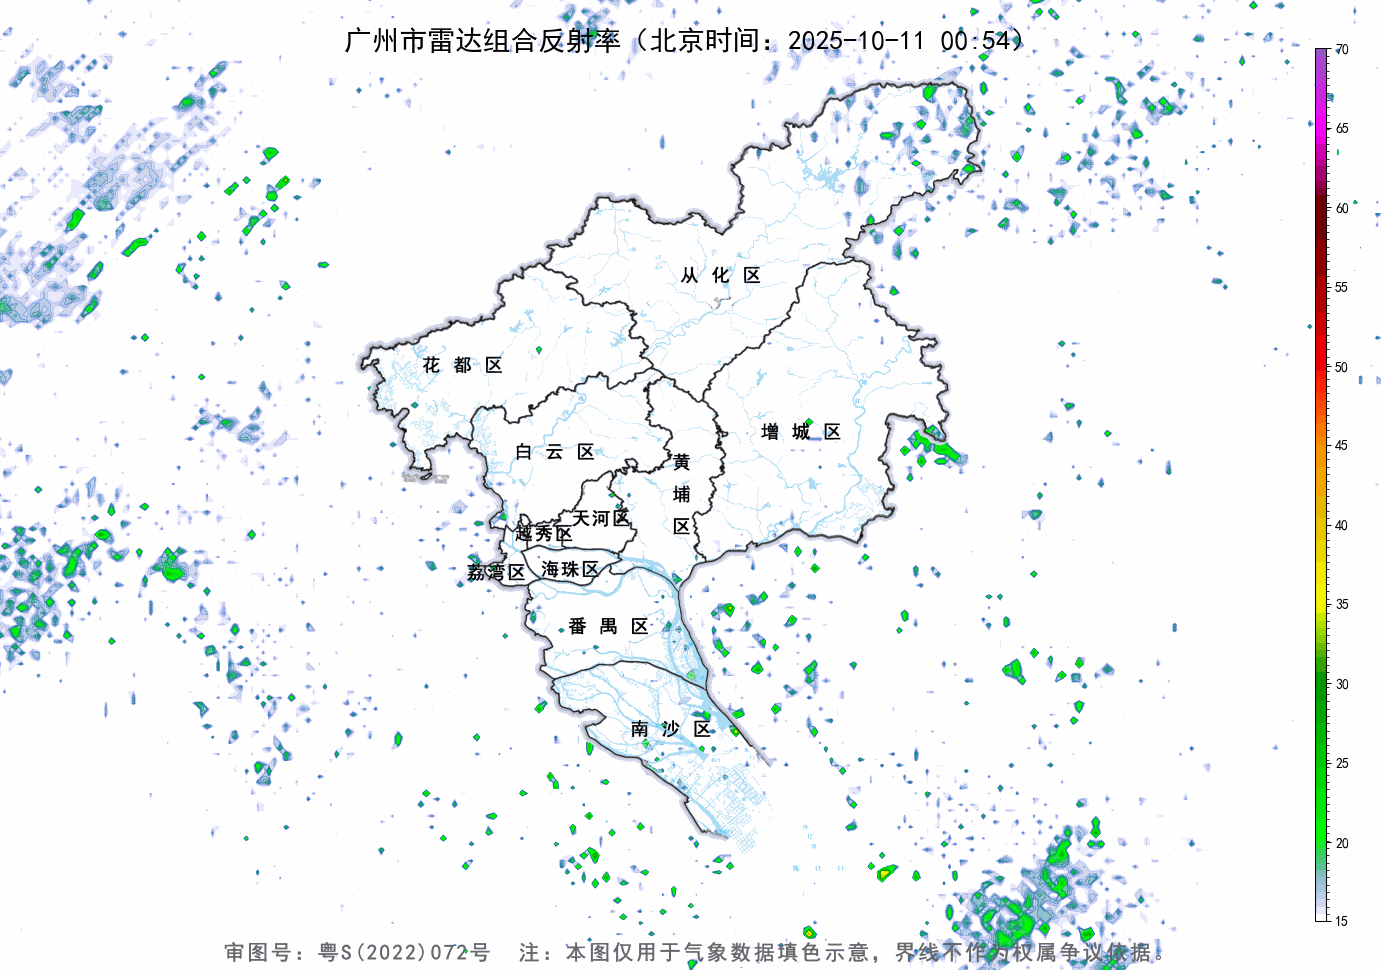 广州市雷达组合反射率（北京时间：2025-10-11 00:54）
70
65
60
55
50
45
40
35
30
25
20
15
从化区
花都区
增城区
白云区
黄埔区
天河区
越秀区
海珠区
荔湾区
番禺区
南沙区
审图号：粤S(2022)072号 注：本图仅用于气象数据填色示意，界线不作为权属争议依据。